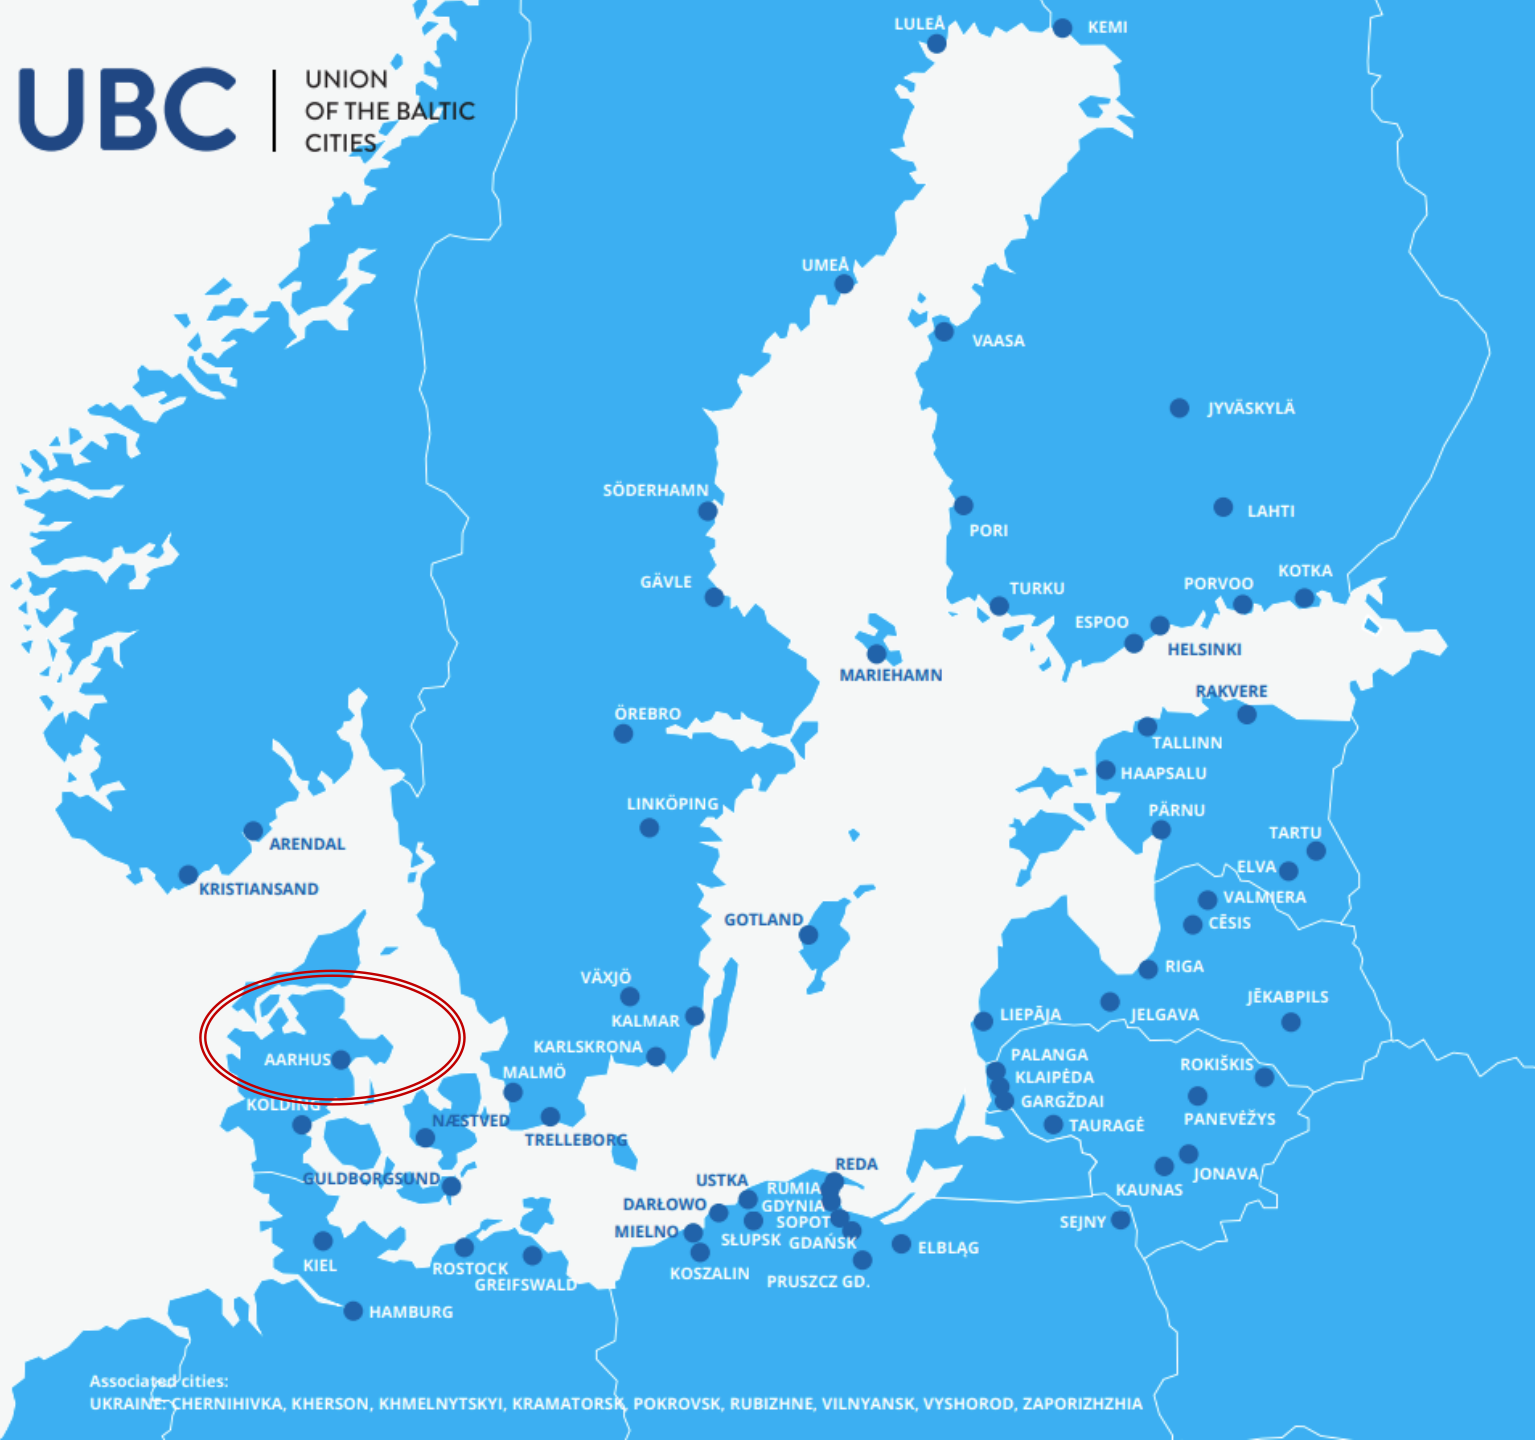 UBC
UNION
OF THE BALTIC
CITIES
LULEÅ
KEMI
UMEÅ
VAASA
JYVÄSKYLÄ
SÖDERHAMN
LAHTI
PORI
KOTKA
GÄVLE
PORVOO
TURKU
ESPOO
HELSINKI
MARIEHAMN
RAKVERE
ÖREBRO
TALLINN
HAAPSALU
LINKÖPING
PÄRNU
TARTU
ARENDAL
ELVA
KRISTIANSAND
VALMIERA
GOTLAND
CĒSIS
RIGA
VÄXJÖ
JĒKABPILS
KALMAR
LIEPĀJA
JELGAVA
KARLSKRONA
PALANGA
AARHUS
ROKIŠKIS
MALMÖ
KLAIPĖDA
GARGŽDAI
KOLDING
NÆSTVED
PANEVĖŽYS
TAURAGĖ
TRELLEBORG
REDA
JONAVA
GULDBORGSUND
USTKA
RUMIA
KAUNAS
DARŁOWO
GDYNIA
SOPOT
SEJNY
MIELNO
SŁUPSK
GDAŃSK
ELBLĄG
KIEL
ROSTOCK
KOSZALIN
PRUSZCZ GD.
GREIFSWALD
HAMBURG
Associated cities:
UKRAINE: CHERNIHIVKA, KHERSON, KHMELNYTSKYI, KRAMATORSK, POKROVSK, RUBIZHNE, VILNYANSK, VYSHOROD, ZAPORIZHZHIA